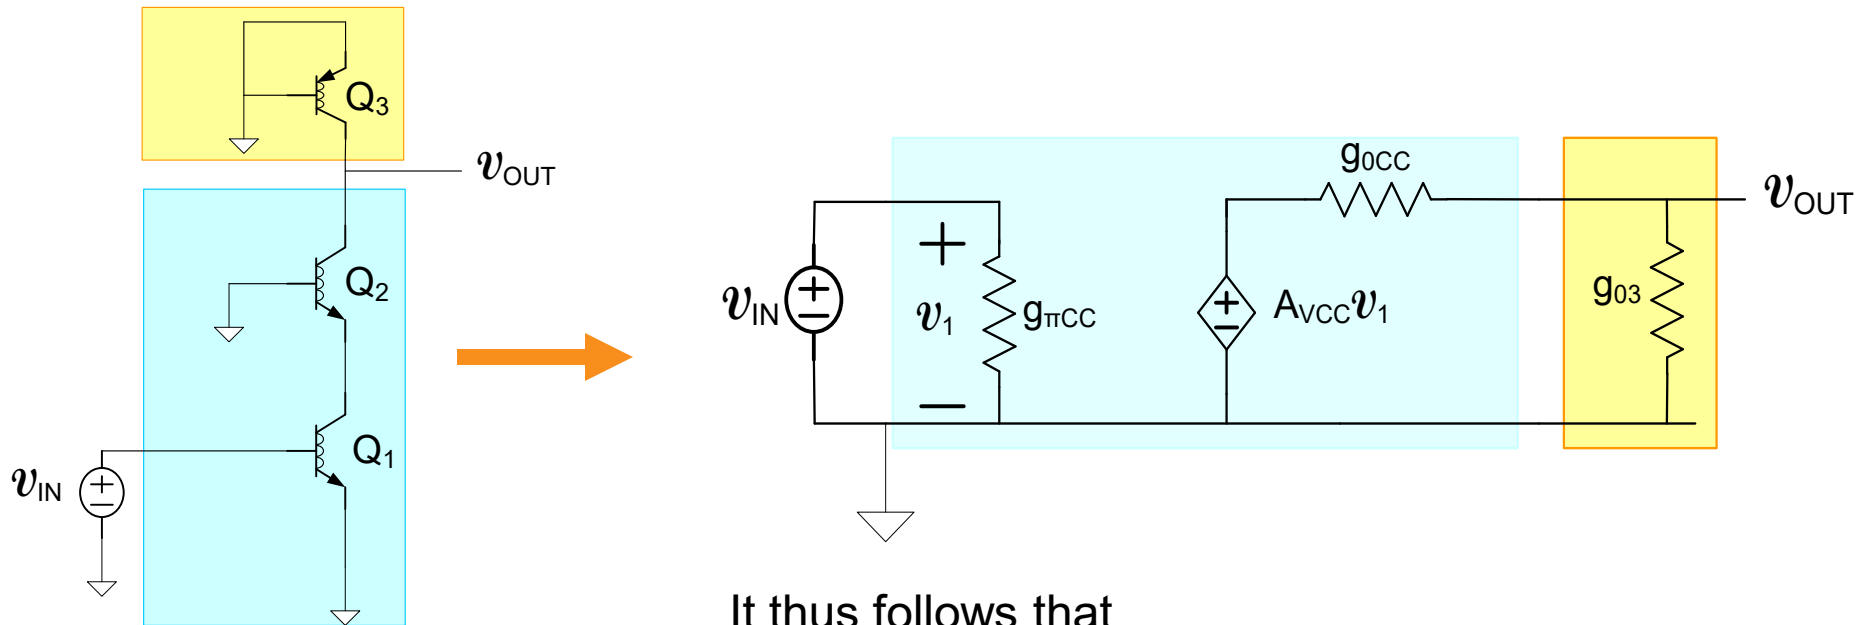 Q3
vOUT
Q2
Q1
vIN
g0CC
vOUT
vIN
+
v1
−
gπCC
+
−
AVCCv1
g03
It thus follows that